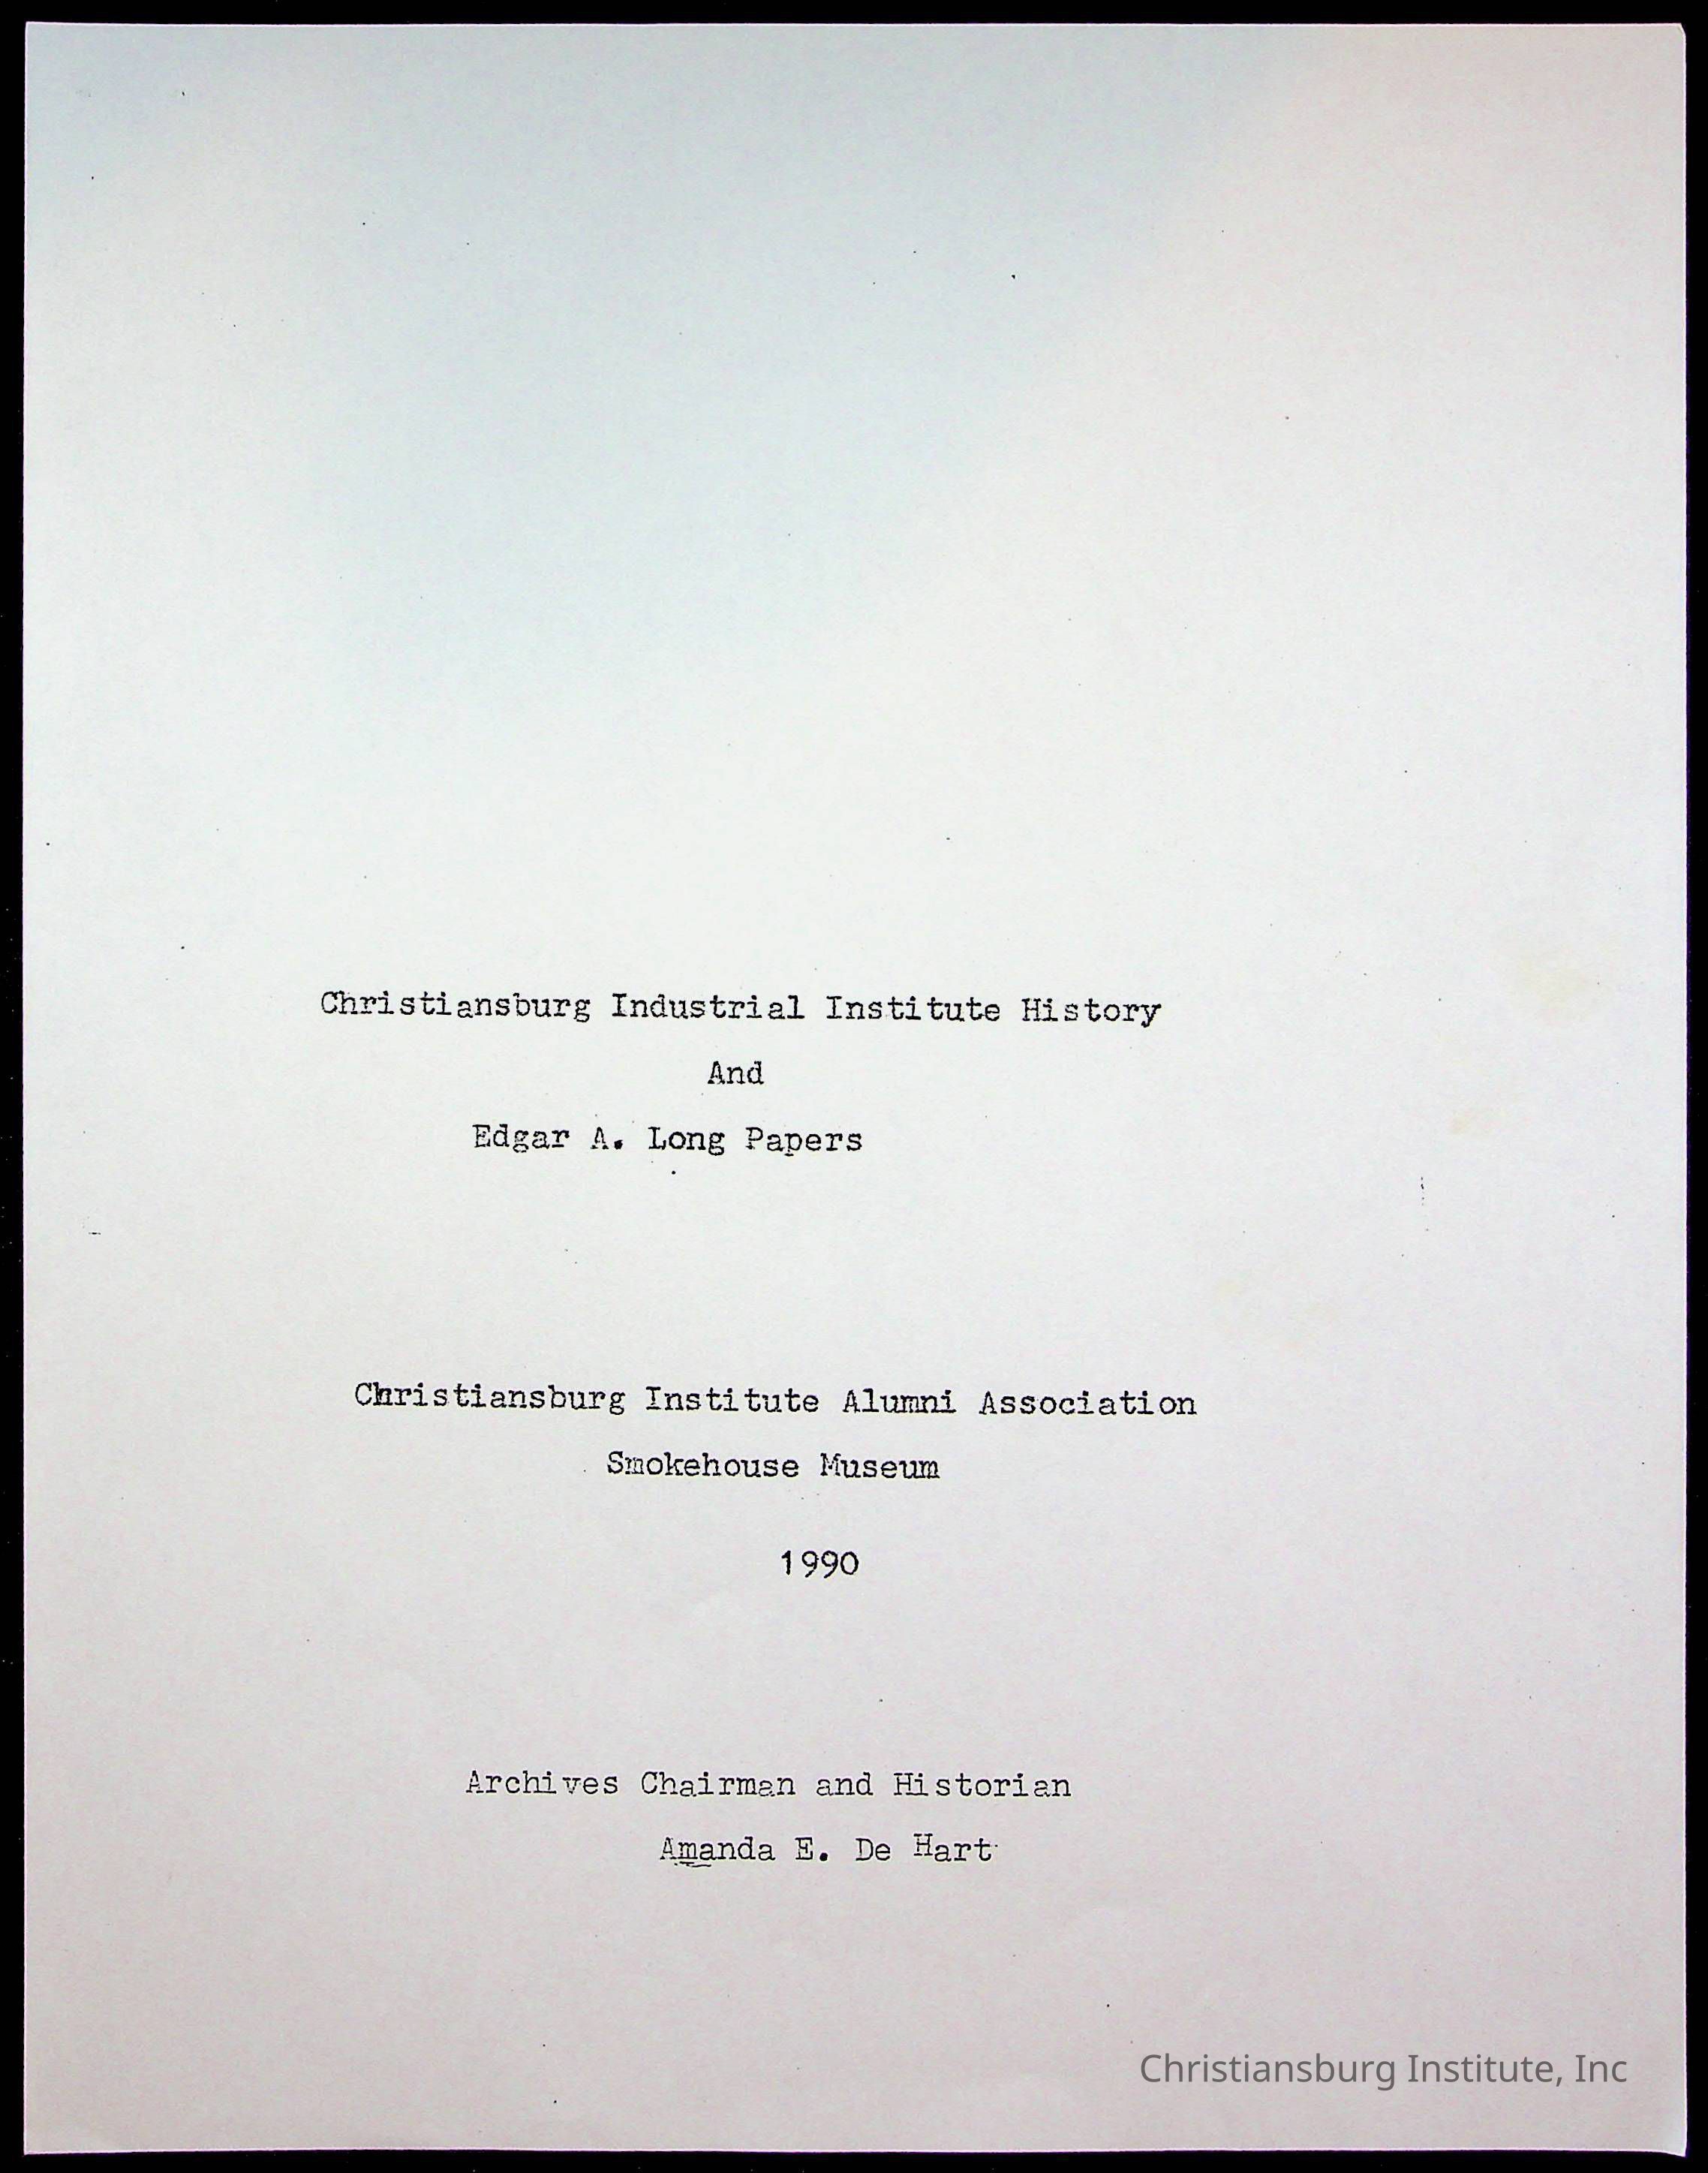 Christiansburg Industrial Institute History
And
Edgar A. Long Papers
Christiansburg Institute Alumni Association
Smokehouse Museum
1990
Archives Chairman and Historian
Amanda E. De Hart
Christiansburg Institute, Inc